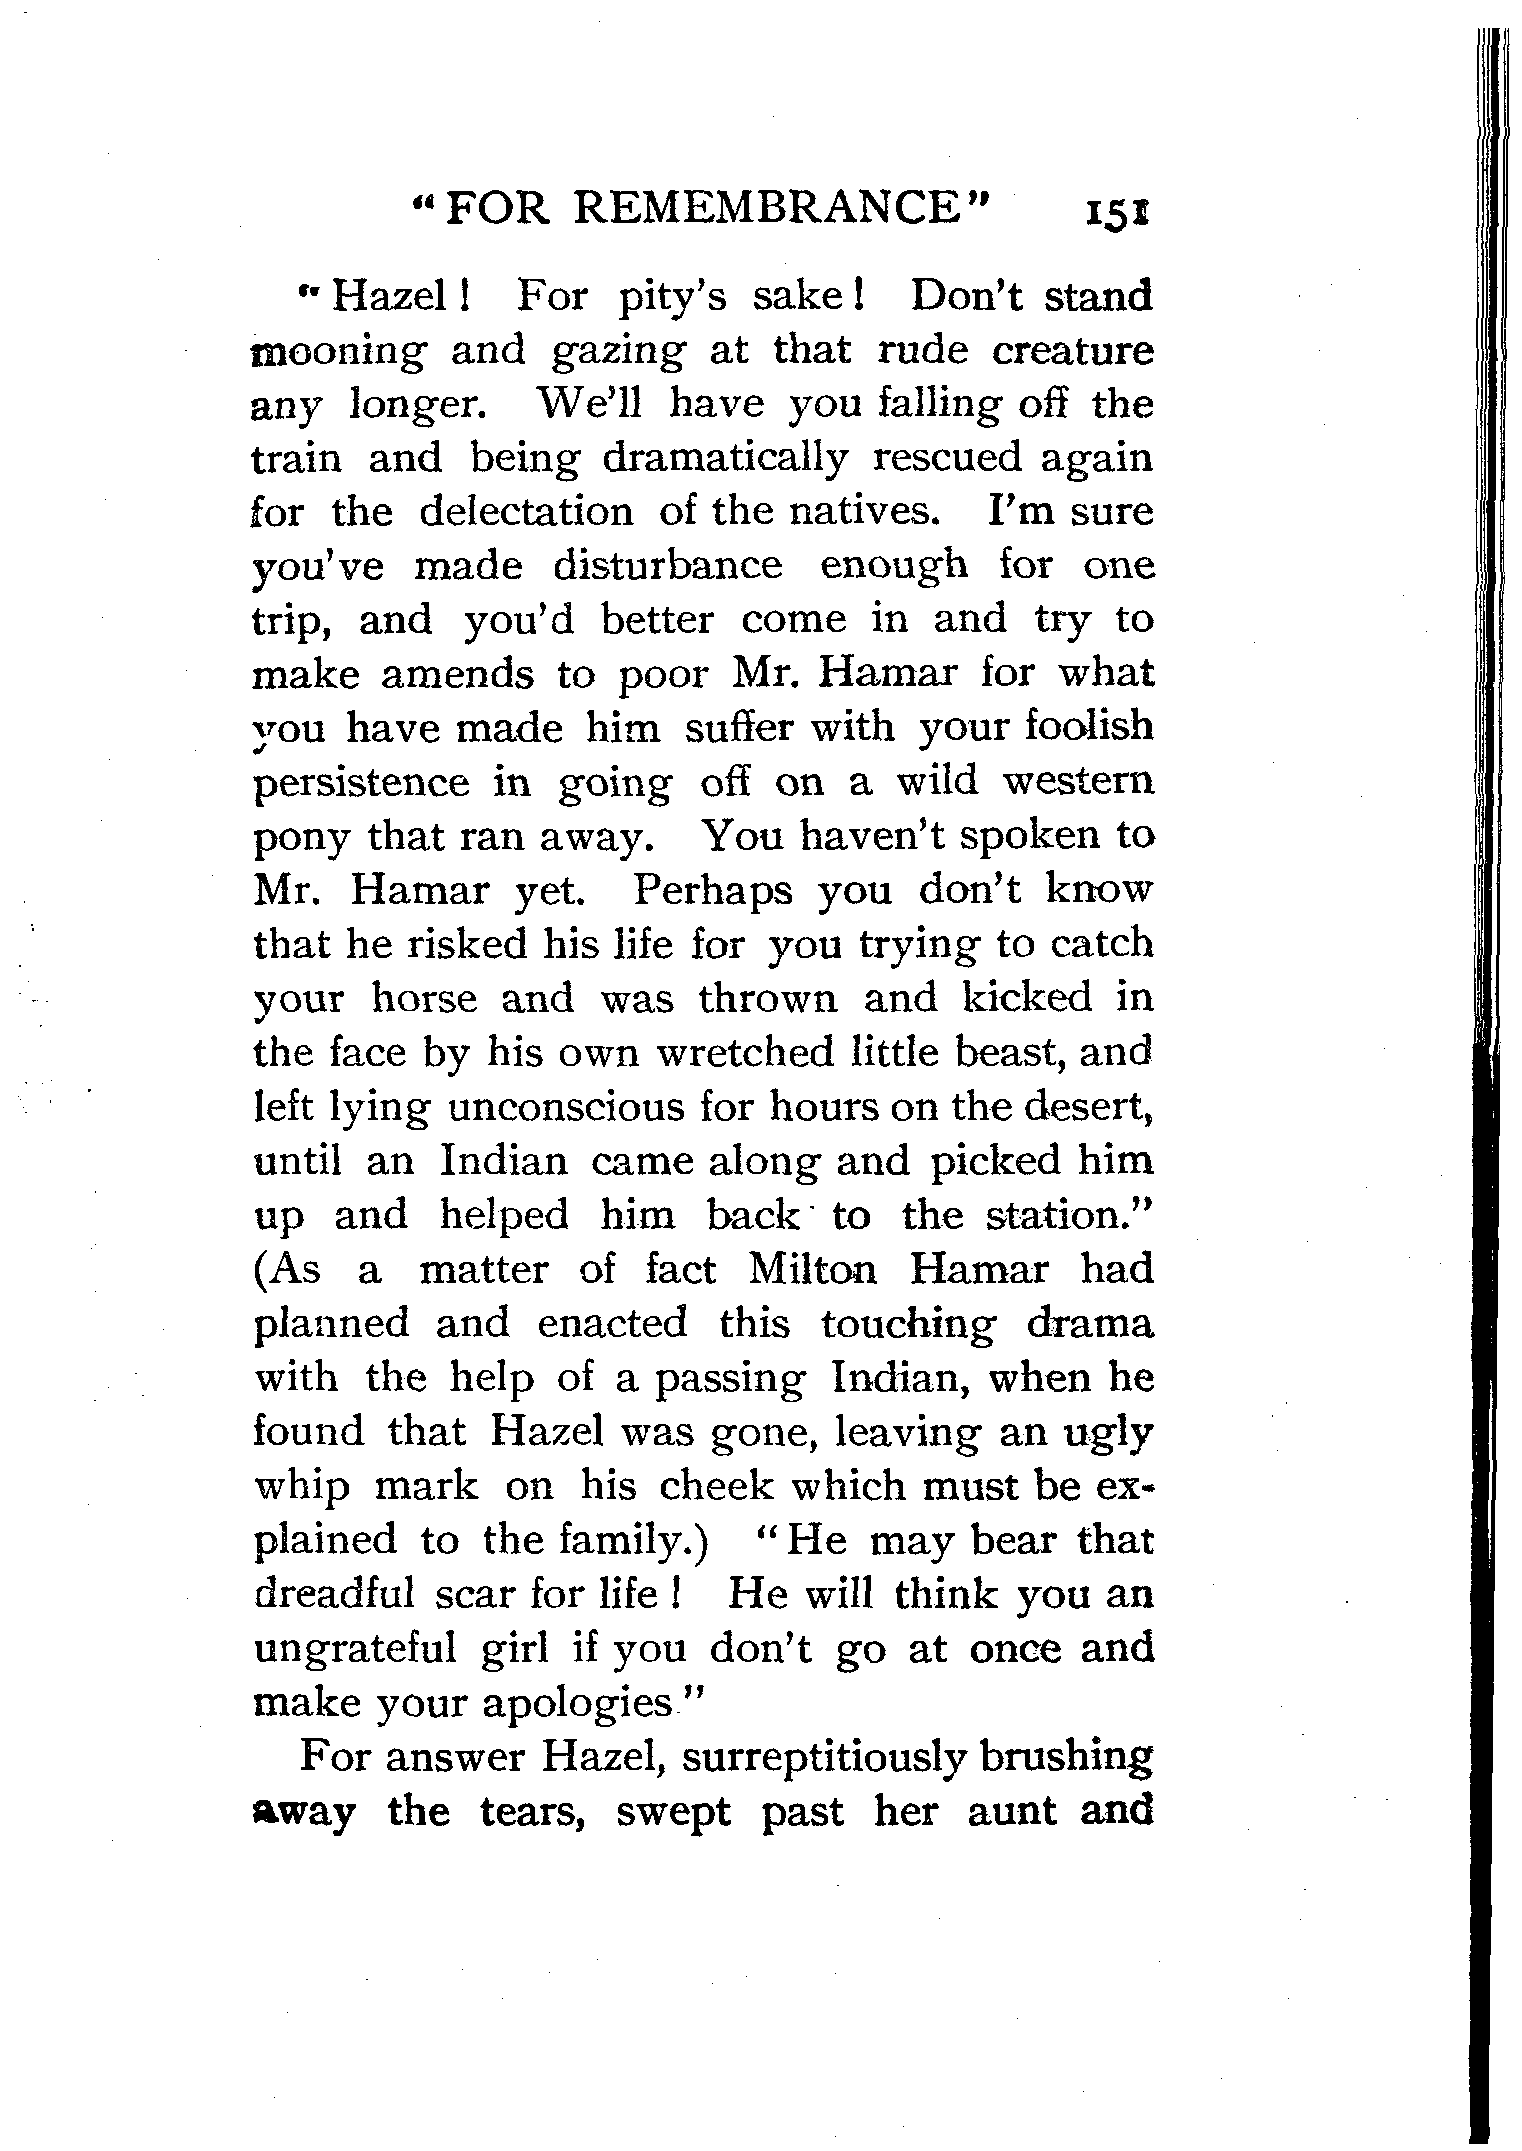 “FOR REMEMBRANCE” 151
“Hazel! For pity's sake! Don't stand
mooning and gazing at that rude creature
any longer. We'll have you falling off the
train and being dramatically rescued again
for the delectation of the natives. I'm sure
you've made disturbance enough for one
trip, and you'd better come in and try to
make amends to poor Mr. Hamar for what
you have made him suffer with your foolish
persistence in going off on a wild western
pony that ran away. You haven't spoken to
Mr. Hamar yet. Perhaps you don't know
that he risked his life for you trying to catch
your horse and was thrown and kicked in
the face by his own wretched little beast, and
left lying unconscious for hours on the desert,
until an Indian came along and picked him
up and helped him back to the station.”
(As a matter of fact Milton Hamar had
planned and enacted this touching drama
with the help of a passing Indian, when he
found that Hazel was gone, leaving an ugly
whip mark on his cheek which must be ex-
plained to the family.) “He may bear that
dreadful scar for life! He will think you an
ungrateful girl if you don't go at once and
make your apologies.”
For answer Hazel, surreptitiously brushing
away the tears, swept past her aunt and